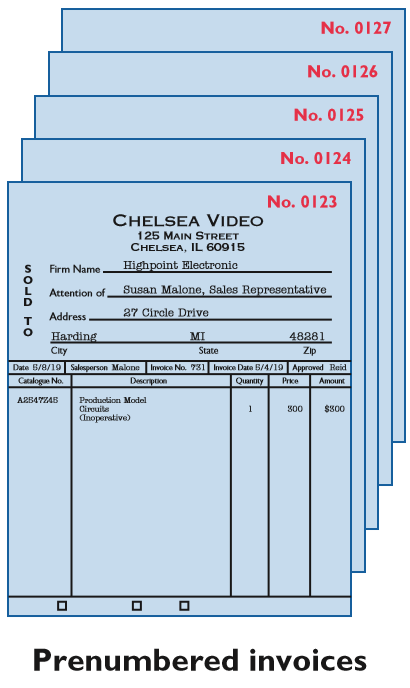 No. 0127
No. 0126
No. 0125
No. 0124
No. 0123
CHELSEA VIDEO
125 MAIN STREET
CHELSEA, IL 60915
SOLD TO
Firm Name Highpoint Electronic
Attention of Susan Malone, Sales Representative
Address 27 Circle Drive
Harding MI 48281
City State Zip
Date 5/8/19 Salesperson Malone Invoice No. 731 Invoice Date 5/4/19 Approved Reid
Catalogue No. Description Quantity Price Amount
A2547Z45 Production Model 
Circuits 1 300 $300
(Inoperative)
Prenumbered invoices